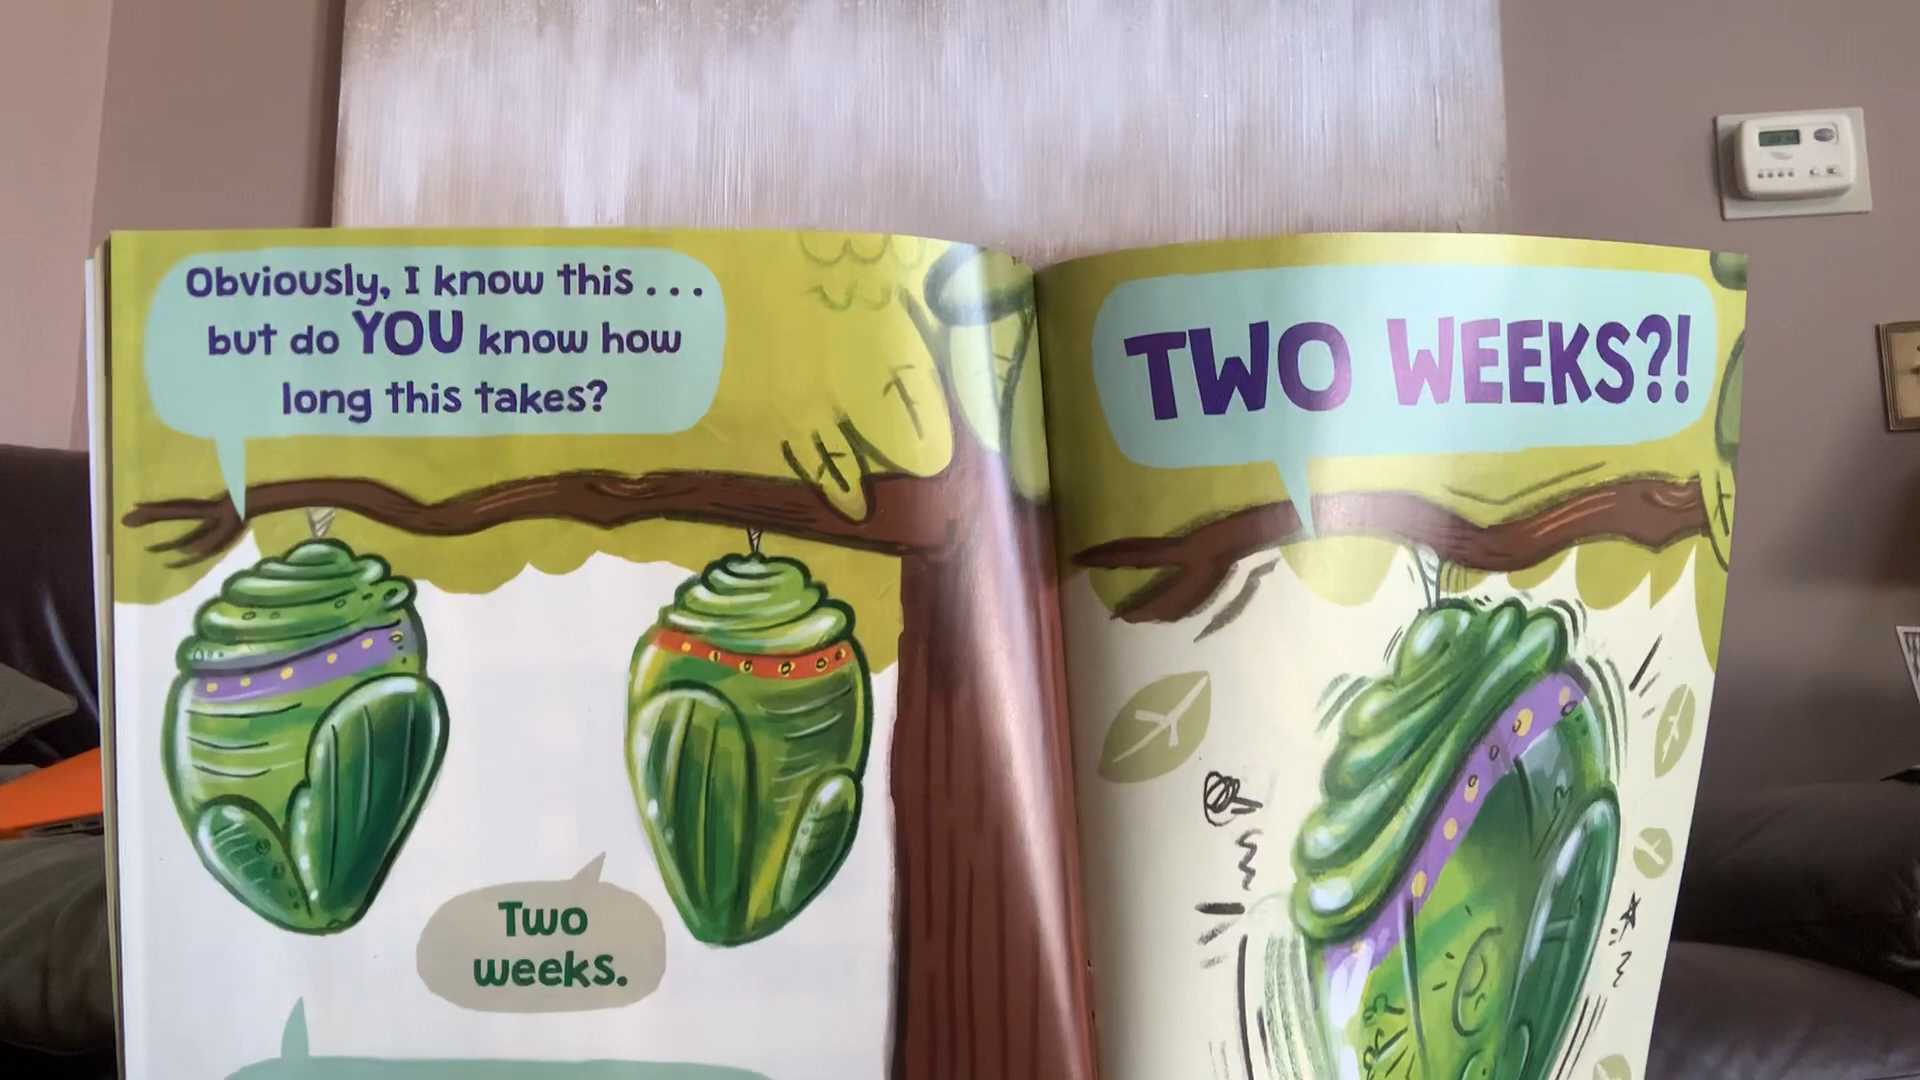 Obviously, I know this . . .
but do YOU know how
long this takes?
Two
weeks.
TWO WEEKS?!